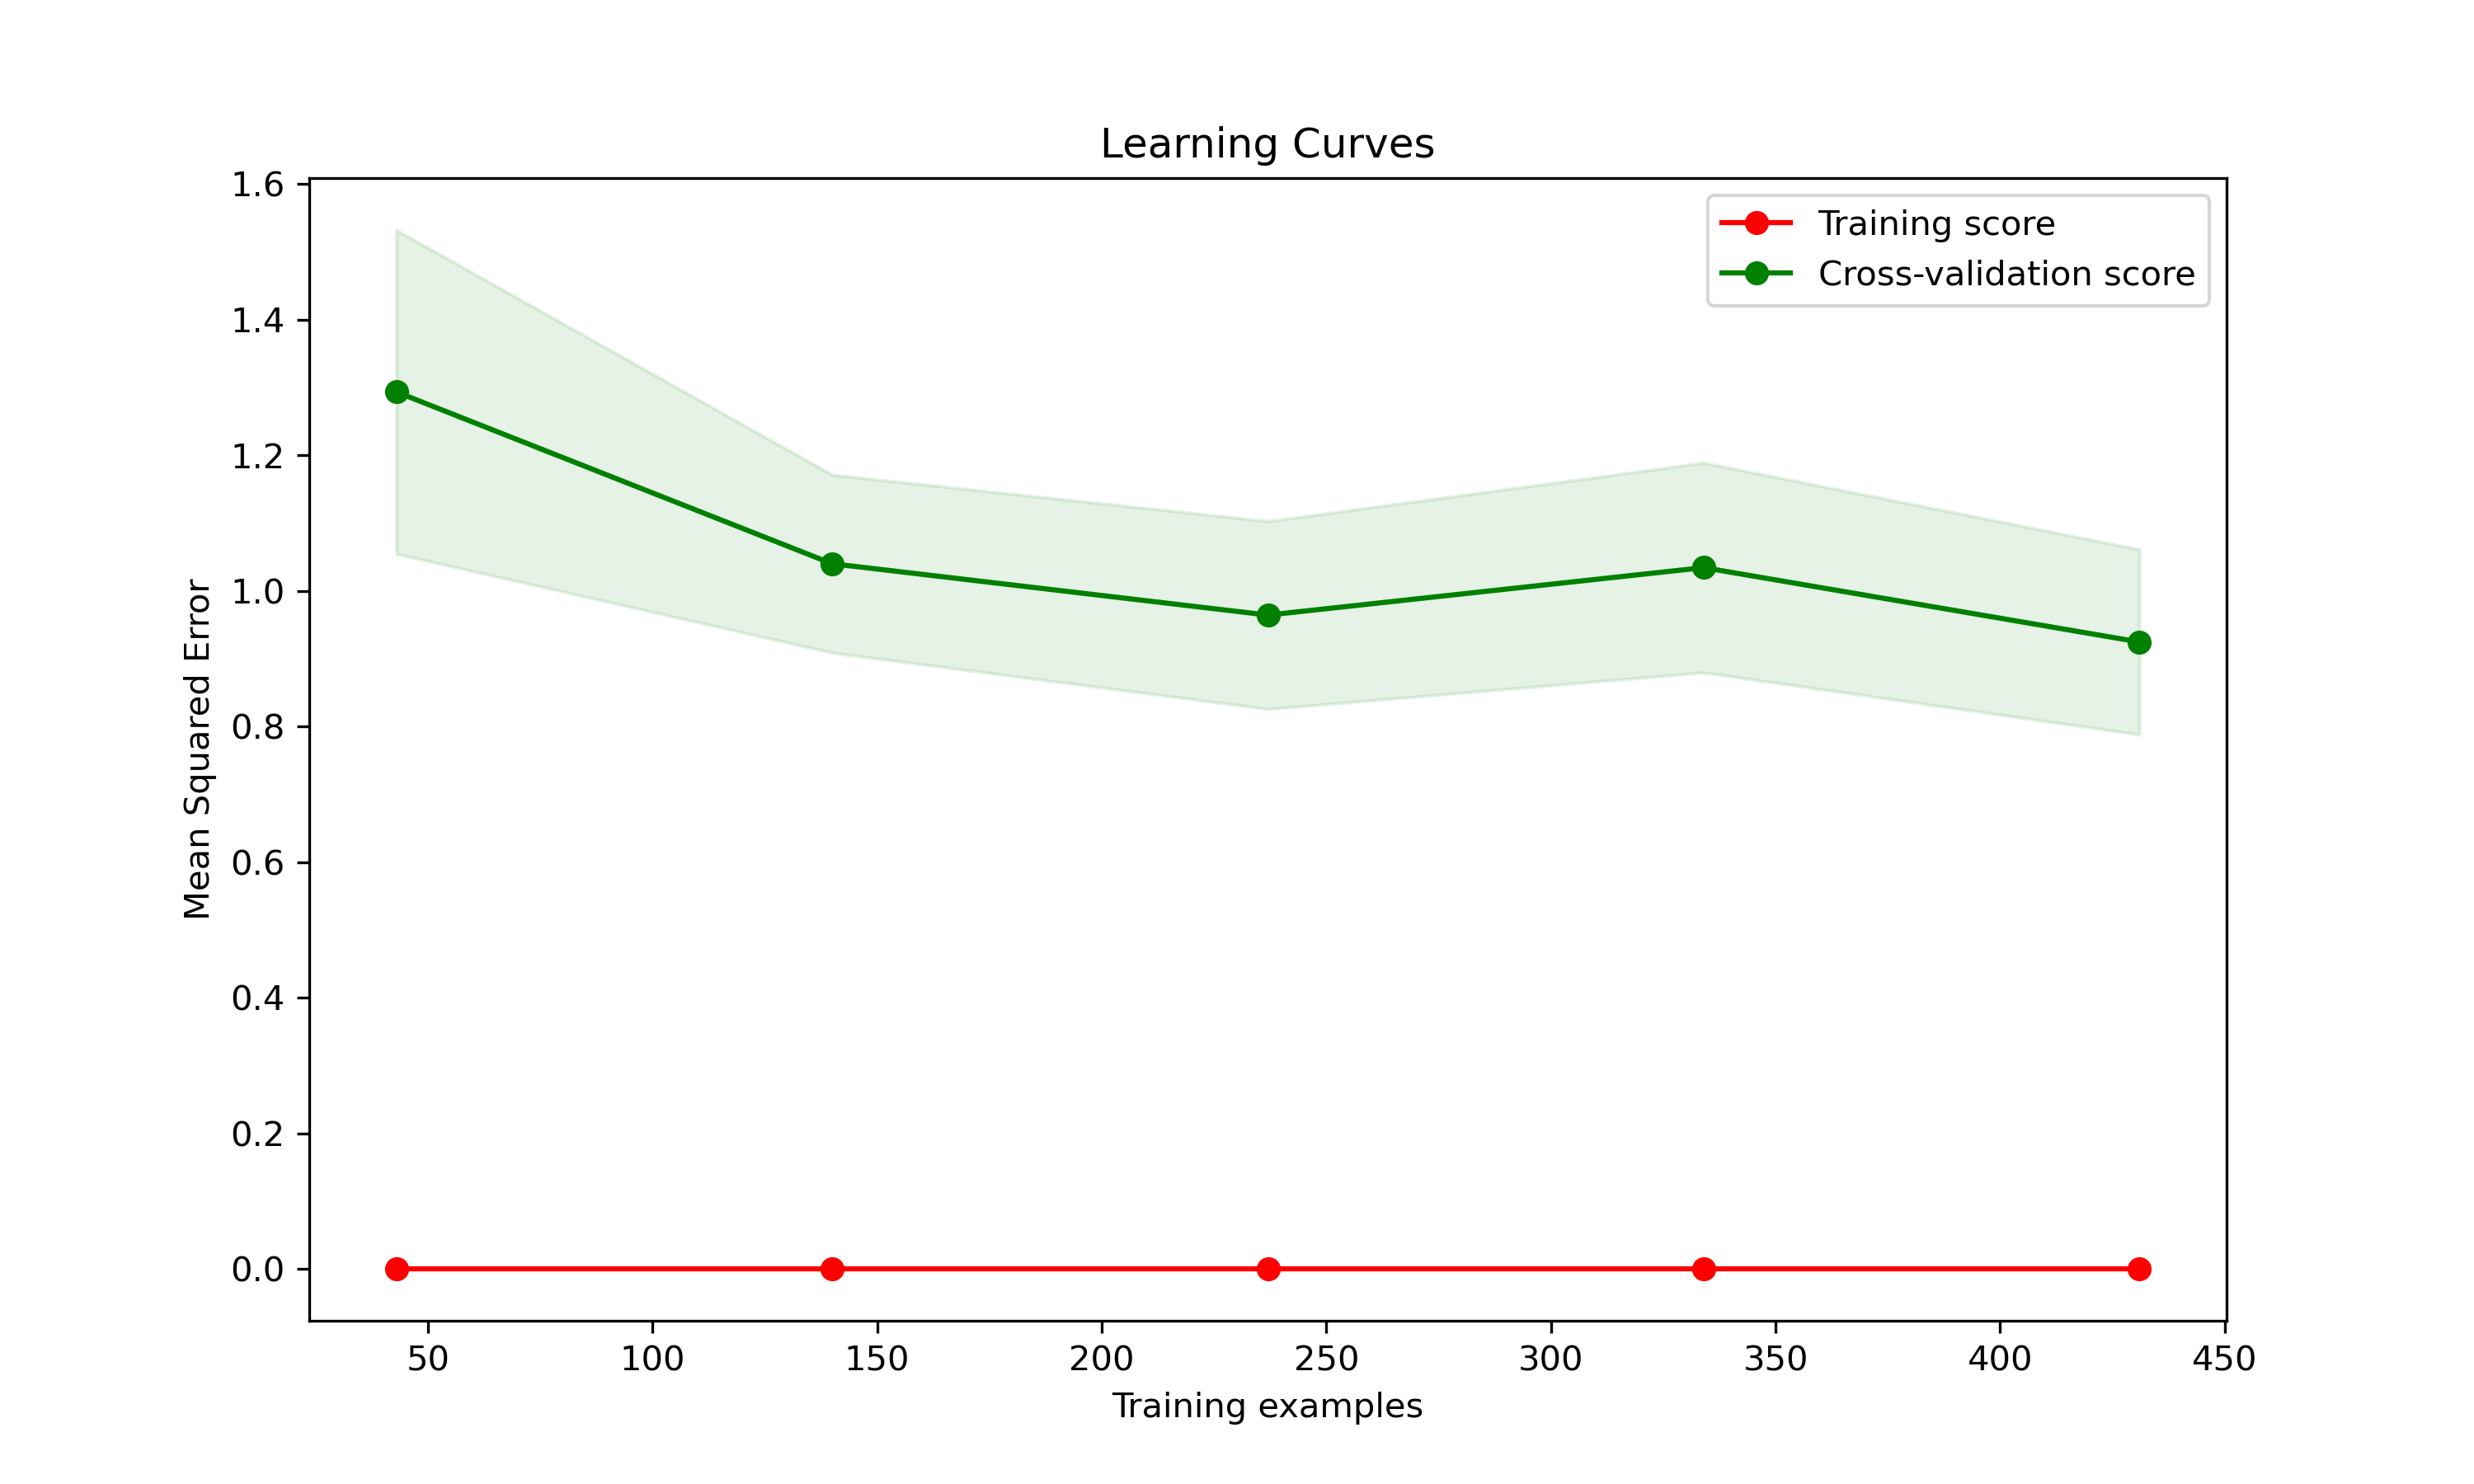 Learning Curves
Training score
Cross-validation score
Mean Squared Error
1.6
1.4
1.2
1.0
0.8
0.6
0.4
0.2
0.0
50 100 150 200 250 300 350 400 450
Training examples